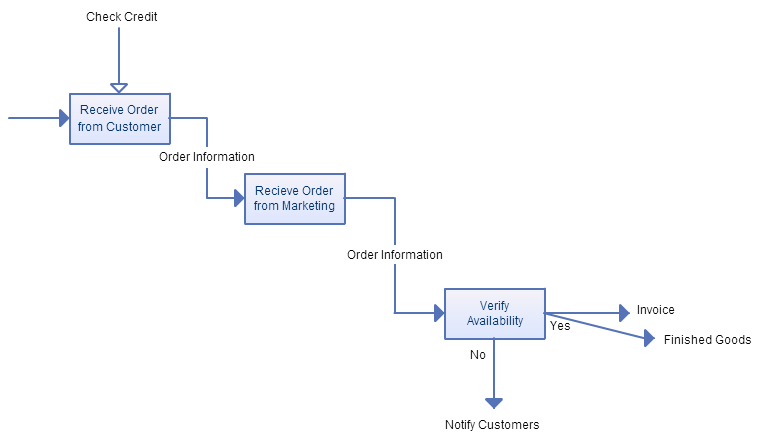 Check Credit
Receive Order
from Customer
Order Information
Recieve Order
from Marketing
Order Information
Verify
Availability
Invoice
Yes
Finished Goods
No
Notify Customers